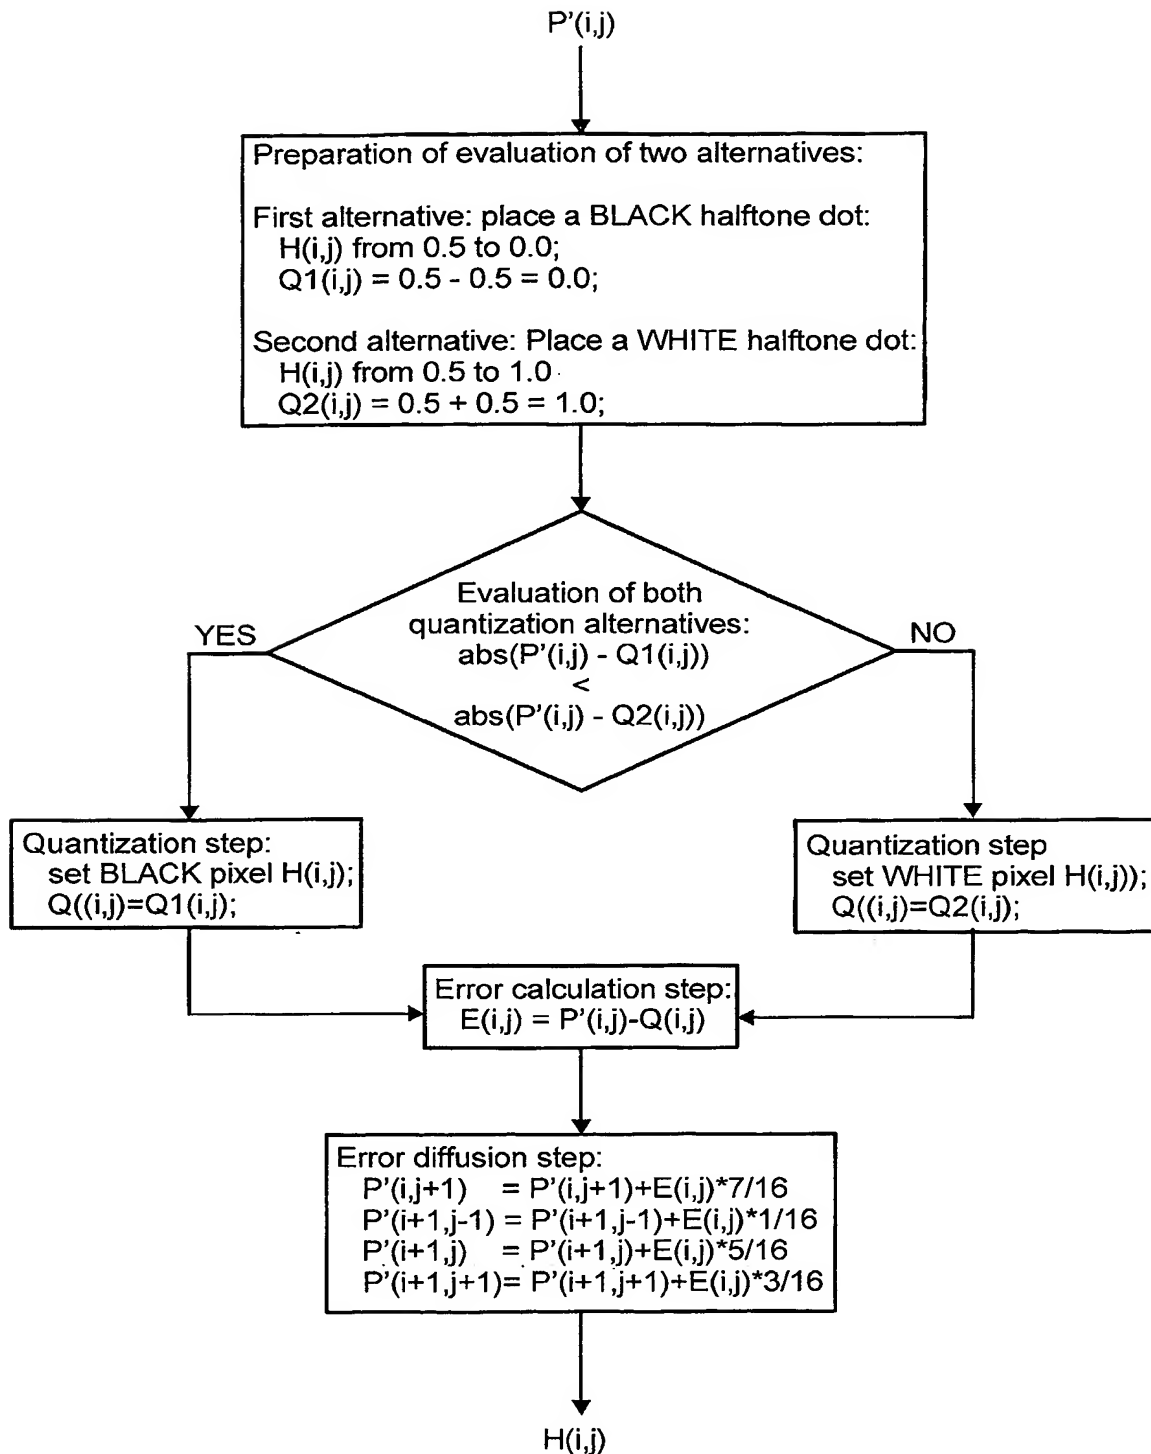 P'(i,j)
Preparation of evaluation of two alternatives:
First alternative: place a BLACK halftone dot:
H(i,j) from 0.5 to 0.0;
Q1(i,j) = 0.5 - 0.5 = 0.0;
Second alternative: Place a WHITE halftone dot:
H(i,j) from 0.5 to 1.0
Q2(i,j) = 0.5 + 0.5 = 1.0;
Evaluation of both
quantization alternatives:
abs(P'(i,j) - Q1(i,j))
<
abs(P'(i,j) - Q2(i,j))
YES
NO
Quantization step:
set BLACK pixel H(i,j);
Q((i,j)=Q1(i,j);
Quantization step
set WHITE pixel H(i,j));
Q((i,j)=Q2(i,j);
Error calculation step:
E(i,j) = P'(i,j)-Q(i,j)
Error diffusion step:
P'(i,j+1) = P'(i,j+1)+E(i,j)*7/16
P'(i+1,j-1) = P'(i+1,j-1)+E(i,j)*1/16
P'(i+1,j) = P'(i+1,j)+E(i,j)*5/16
P'(i+1,j+1)= P'(i+1,j+1)+E(i,j)*3/16
H(i,j)